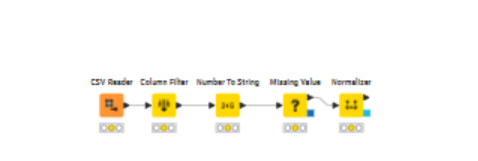 CSV Reader Column Filter Number To String Missing Value Normalizer
?